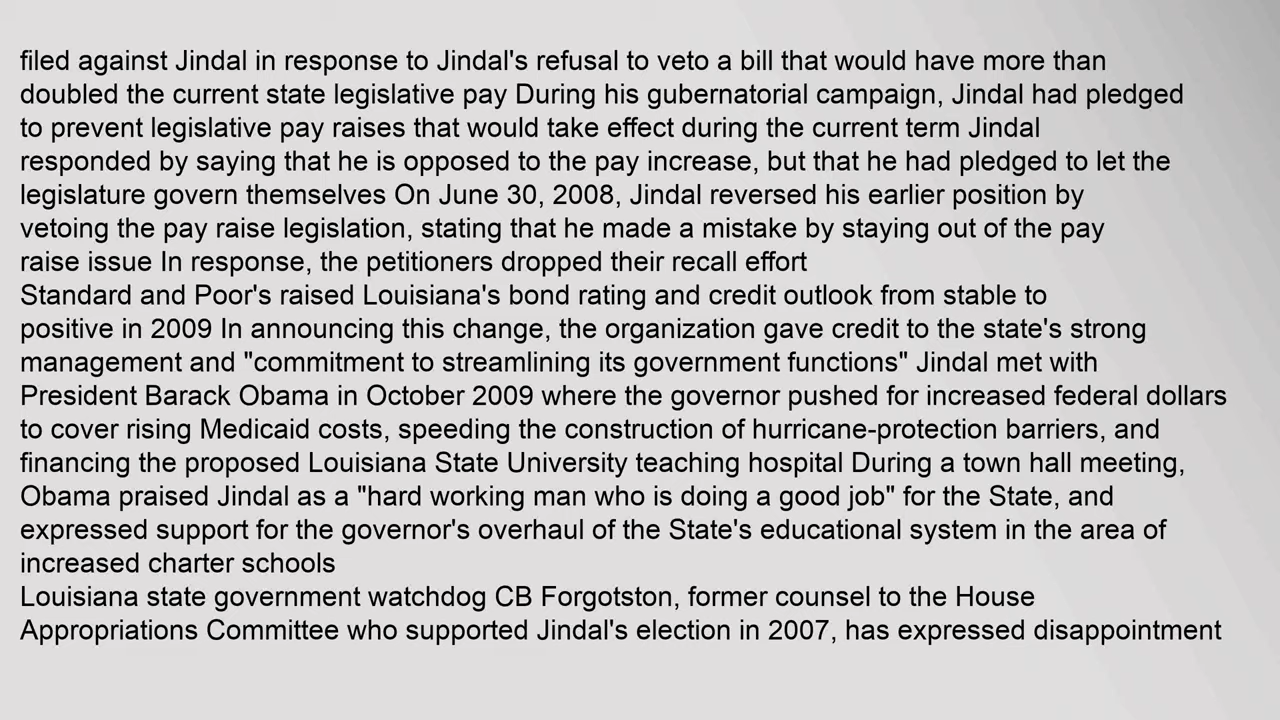 filed against Jindal in response to Jindal's refusal to veto a bill that would have more than
doubled the current state legislative pay During his gubernatorial campaign, Jindal had pledged
to prevent legislative pay raises that would take effect during the current term Jindal
responded by saying that he is opposed to the pay increase, but that he had pledged to let the
legislature govern themselves On June 30, 2008, Jindal reversed his earlier position by
vetoing the pay raise legislation, stating that he made a mistake by staying out of the pay
raise issue In response, the petitioners dropped their recall effort
Standard and Poor's raised Louisiana's bond rating and credit outlook from stable to
positive in 2009 In announcing this change, the organization gave credit to the state's strong
management and "commitment to streamlining its government functions" Jindal met with
President Barack Obama in October 2009 where the governor pushed for increased federal dollars
to cover rising Medicaid costs, speeding the construction of hurricane-protection barriers, and
financing the proposed Louisiana State University teaching hospital During a town hall meeting,
Obama praised Jindal as a "hard working man who is doing a good job" for the State, and
expressed support for the governor's overhaul of the State's educational system in the area of
increased charter schools
Louisiana state government watchdog CB Forgotston, former counsel to the House
Appropriations Committee who supported Jindal's election in 2007, has expressed disappointment